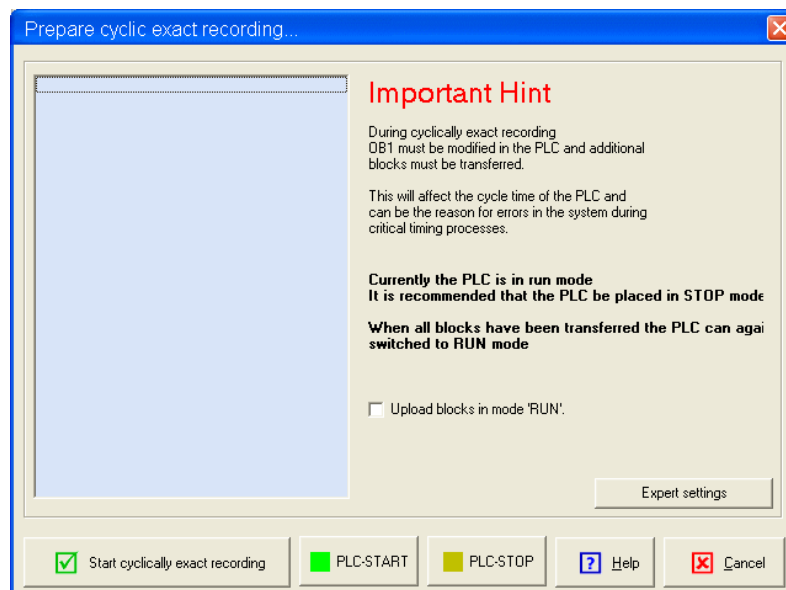 Prepare cyclic exact recording...
Important Hint
During cyclically exact recording
OB1 must be modified in the PLC and additional
blocks must be transferred.
This will affect the cycle time of the PLC and
can be the reason for errors in the system during
critical timing processes.
Currently the PLC is in run mode
It is recommended that the PLC be placed in STOP mode
When all blocks have been transferred the PLC can agai
switched to RUN mode
Upload blocks in mode 'RUN'.
Expert settings
Start cyclically exact recording
PLC-START
PLC-STOP
Help
Cancel